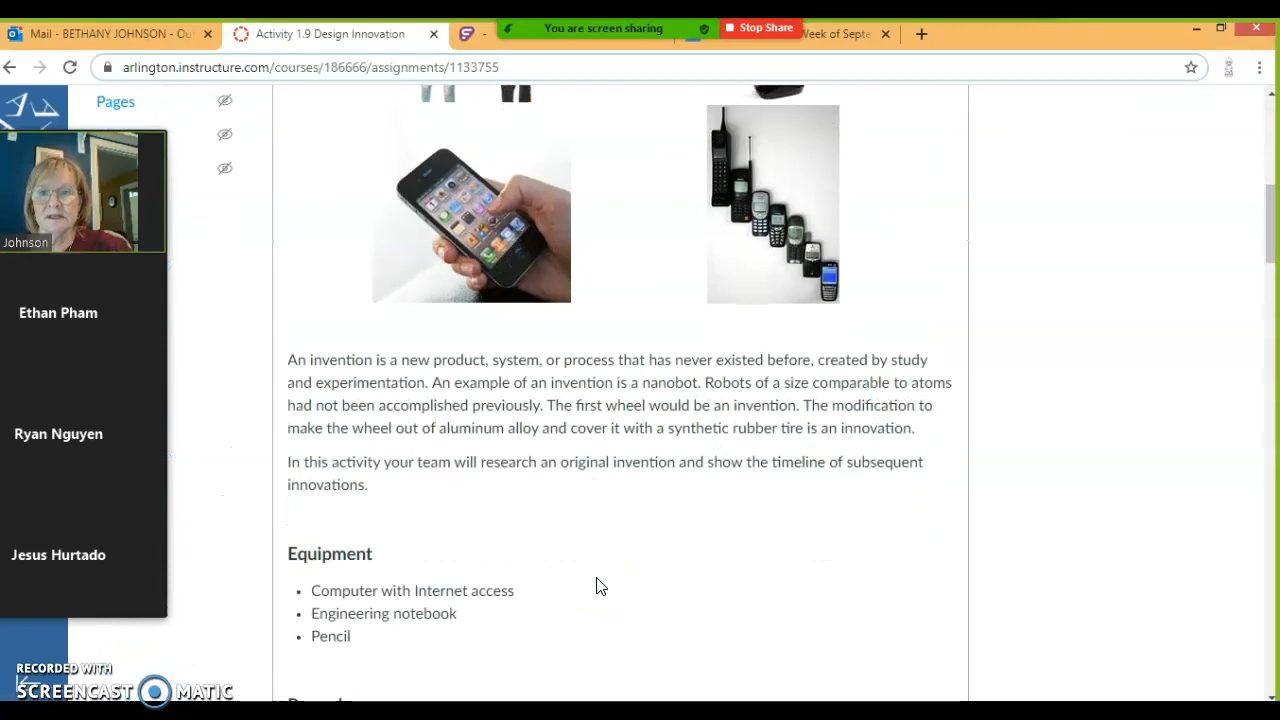 You are screen sharing
Stop Share
Mail - BETHANY JOHNSON - Ou
Activity 1.9 Design Innovation
Week of Septe
arlington.instructure.com/courses/186666/assignments/1133755
Pages
Johnson
Ethan Pham
Ryan Nguyen
Jesus Hurtado
An invention is a new product, system, or process that has never existed before, created by study
and experimentation. An example of an invention is a nanobot. Robots of a size comparable to atoms
had not been accomplished previously. The first wheel would be an invention. The modification to
make the wheel out of aluminum alloy and cover it with a synthetic rubber tire is an innovation.
In this activity your team will research an original invention and show the timeline of subsequent
innovations.
Equipment
• Computer with Internet access
• Engineering notebook
• Pencil
RECORDED WITH
SCREENCAST MATIC